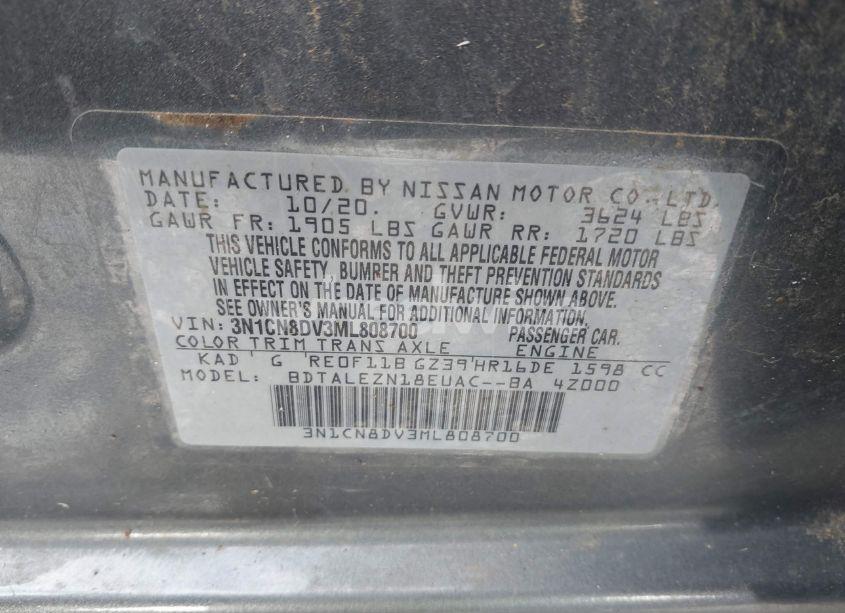 MANUFACTURED BY NISSAN MOTOR CO., LTD.
DATE: 10/20. GVWR: 3624 LBS
GAWR FR: 1905 LBS GAWR RR: 1720 LBS
THIS VEHICLE CONFORMS TO ALL APPLICABLE FEDERAL MOTOR
VEHICLE SAFETY, BUMPER AND THEFT PREVENTION STANDARDS
IN EFFECT ON THE DATE OF MANUFACTURE SHOWN ABOVE.
SEE OWNER'S MANUAL FOR ADDITIONAL INFORMATION.
VIN: 3N1CN8DV3ML808700 PASSENGER CAR.
COLOR TRIM TRANS AXLE ENGINE
KAD G RE0F11B GZ39 HR16DE 1598 CC
MODEL: BDTALEZN18EUAC--BA 4Z000
3N1CN8DV3ML808700